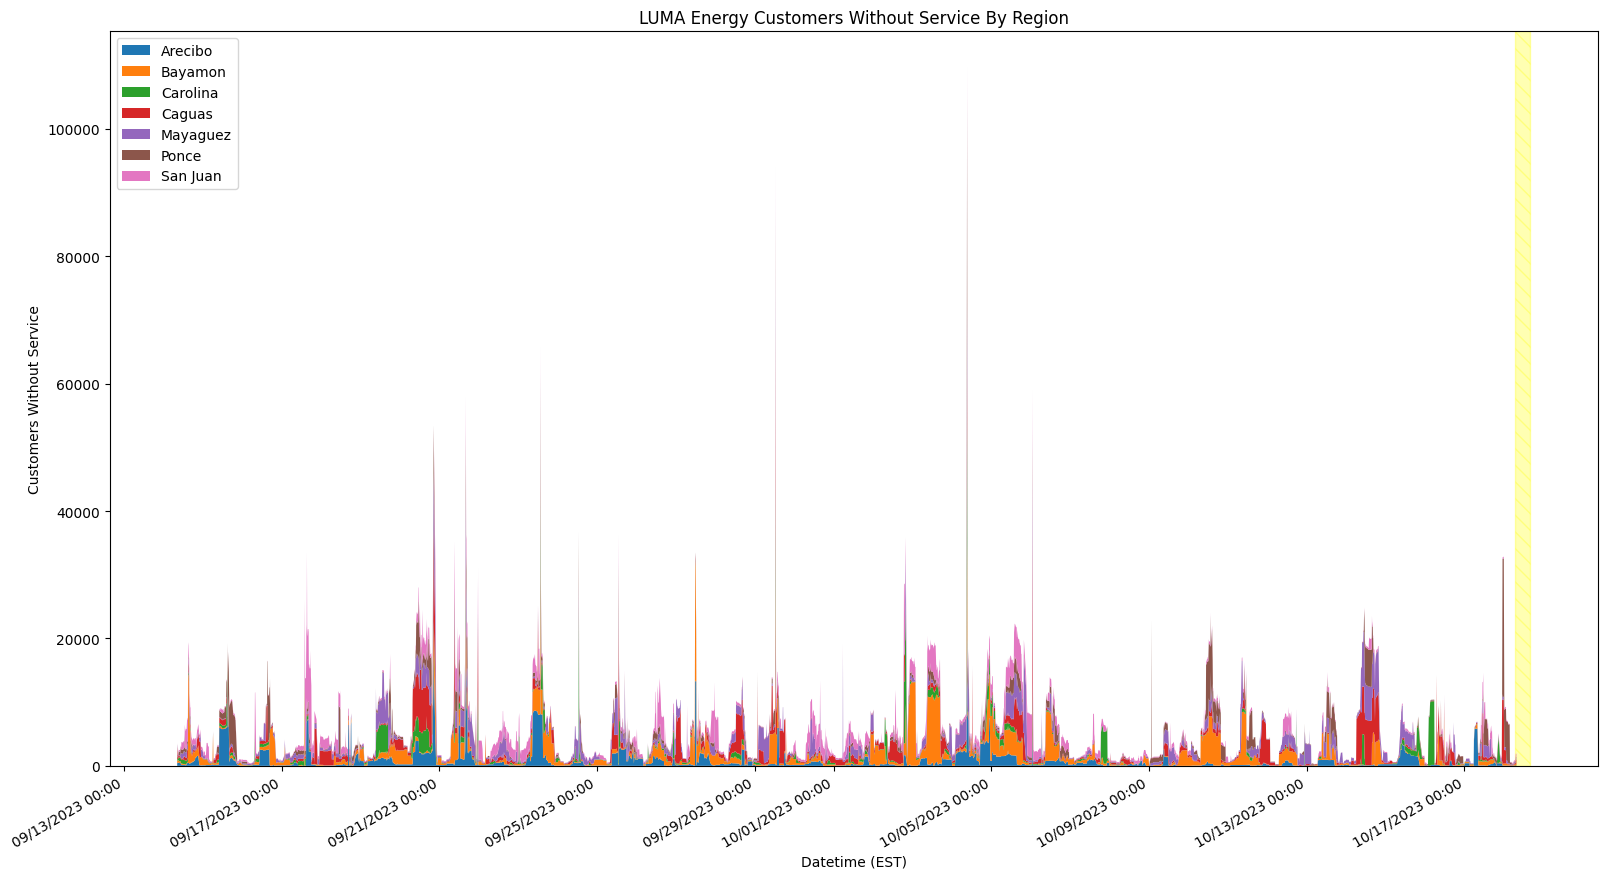 LUMA Energy Customers Without Service By Region
Arecibo
Bayamon
Carolina
Caguas
Mayaguez
Ponce
San Juan
100000
80000
60000
40000
20000
0
Customers Without Service
09/13/2023 00:00
09/17/2023 00:00
09/21/2023 00:00
09/25/2023 00:00
09/29/2023 00:00
10/01/2023 00:00
10/05/2023 00:00
10/09/2023 00:00
10/13/2023 00:00
10/17/2023 00:00
Datetime (EST)